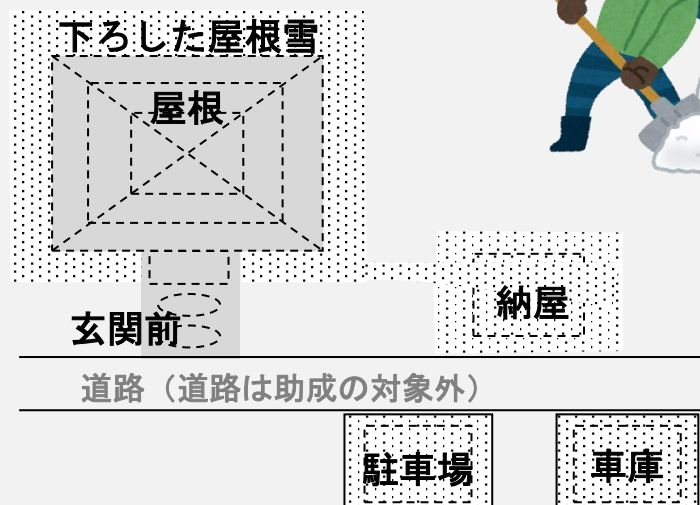 下ろした屋根雪
屋根
納屋
玄関前
道路（道路は助成の対象外）
駐車場
車庫